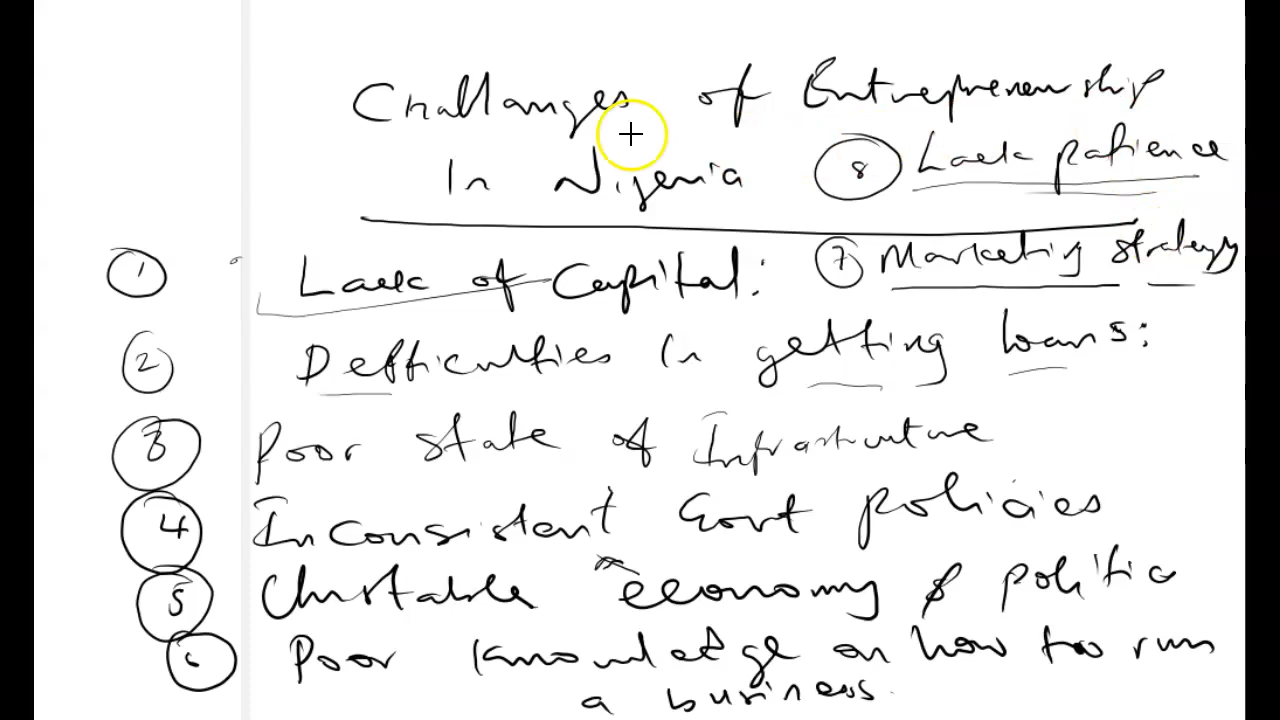 Challanges of Entrepreneurship
In Nigeria
⑧ Lack patience
① Lack of Capital:
⑦ Marketing strategy
② Defficulties in getting loans:
③ Poor state of Infrastructure
④ Inconsistent Govt policies
⑤ Unstable economy & politic
⑥ Poor knowledge on how to run
a business.